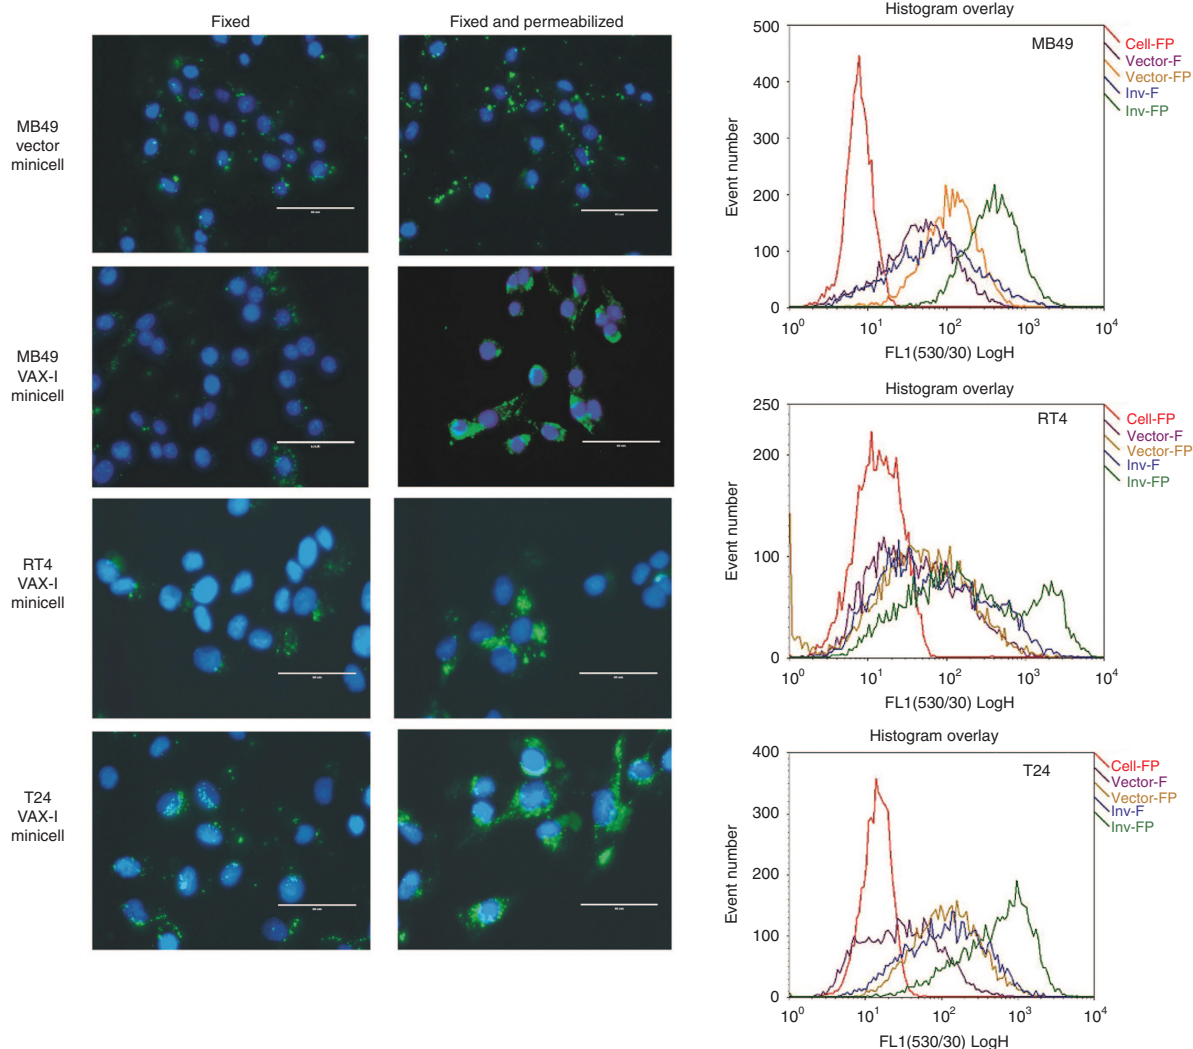 Fixed
Fixed and permeabilized
MB49
vector
minicell
MB49
VAX-I
minicell
RT4
VAX-I
minicell
T24
VAX-I
minicell
Histogram overlay
MB49
Cell-FP
Vector-F
Vector-FP
Inv-F
Inv-FP
500
400
300
200
100
0
Event number
10⁰ 10¹ 10² 10³ 10⁴
FL1(530/30) LogH
Histogram overlay
RT4
Cell-FP
Vector-F
Vector-FP
Inv-F
Inv-FP
250
200
100
0
Event number
10⁰ 10¹ 10² 10³ 10⁴
FL1(530/30) LogH
Histogram overlay
T24
Cell-FP
Vector-F
Vector-FP
Inv-F
Inv-FP
400
300
200
100
0
Event number
10⁰ 10¹ 10² 10³ 10⁴
FL1(530/30) LogH